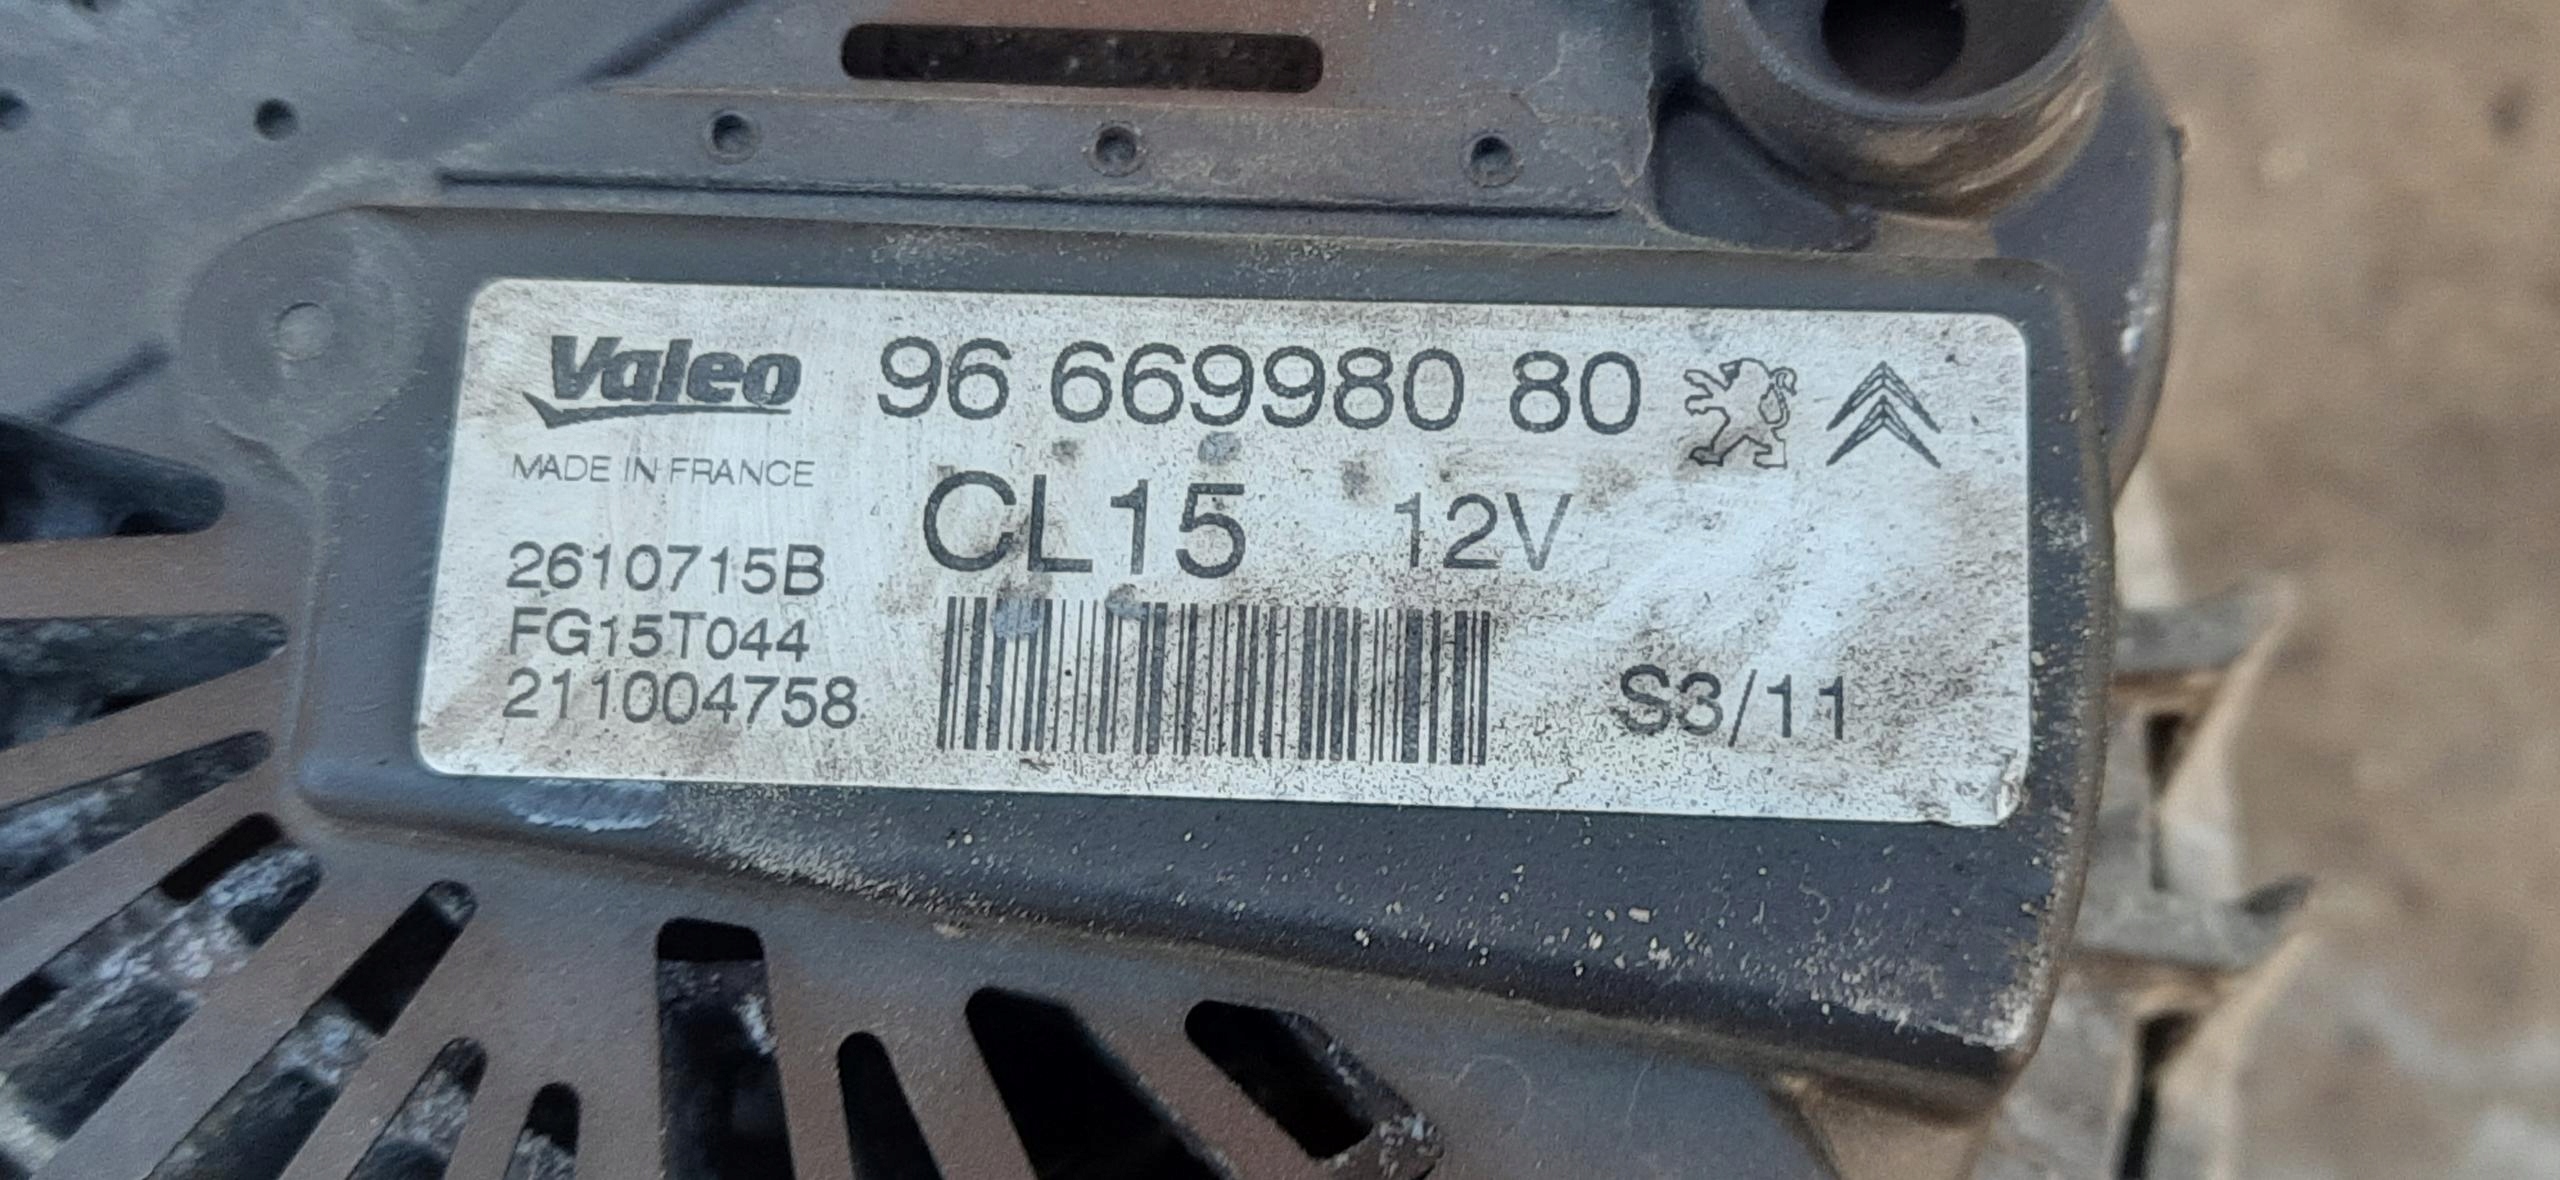 Valeo 96 669980 80
MADE IN FRANCE
CL15 12V
2610715B
FG15T044
211004758
S3/11